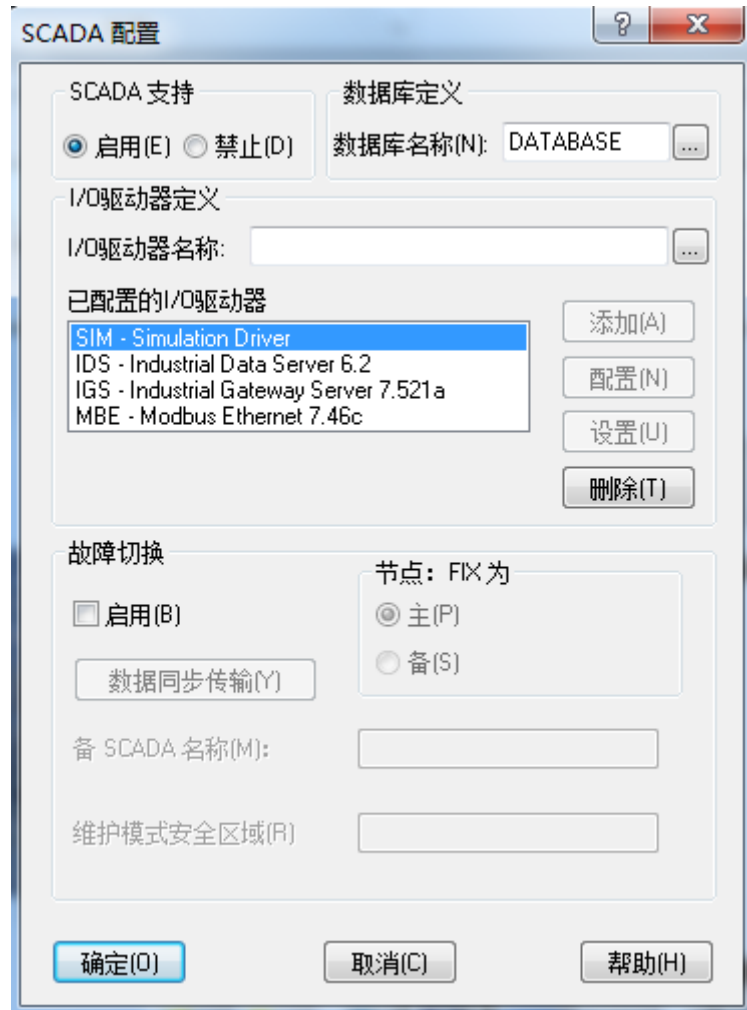 SCADA 配置
SCADA 支持
数据库定义
启用(E) 禁止(D)
数据库名称(N): DATABASE ...
I/O驱动器定义
I/O驱动器名称: ...
已配置的I/O驱动器
SIM - Simulation Driver
IDS - Industrial Data Server 6.2
IGS - Industrial Gateway Server 7.521a
MBE - Modbus Ethernet 7.46c
添加(A)
配置(N)
设置(U)
删除(T)
故障切换
启用(B)
数据同步传输(Y)
节点：FIX 为
主(P)
备(S)
备 SCADA 名称(M):
维护模式安全区域(R)
确定(O) 取消(C) 帮助(H)